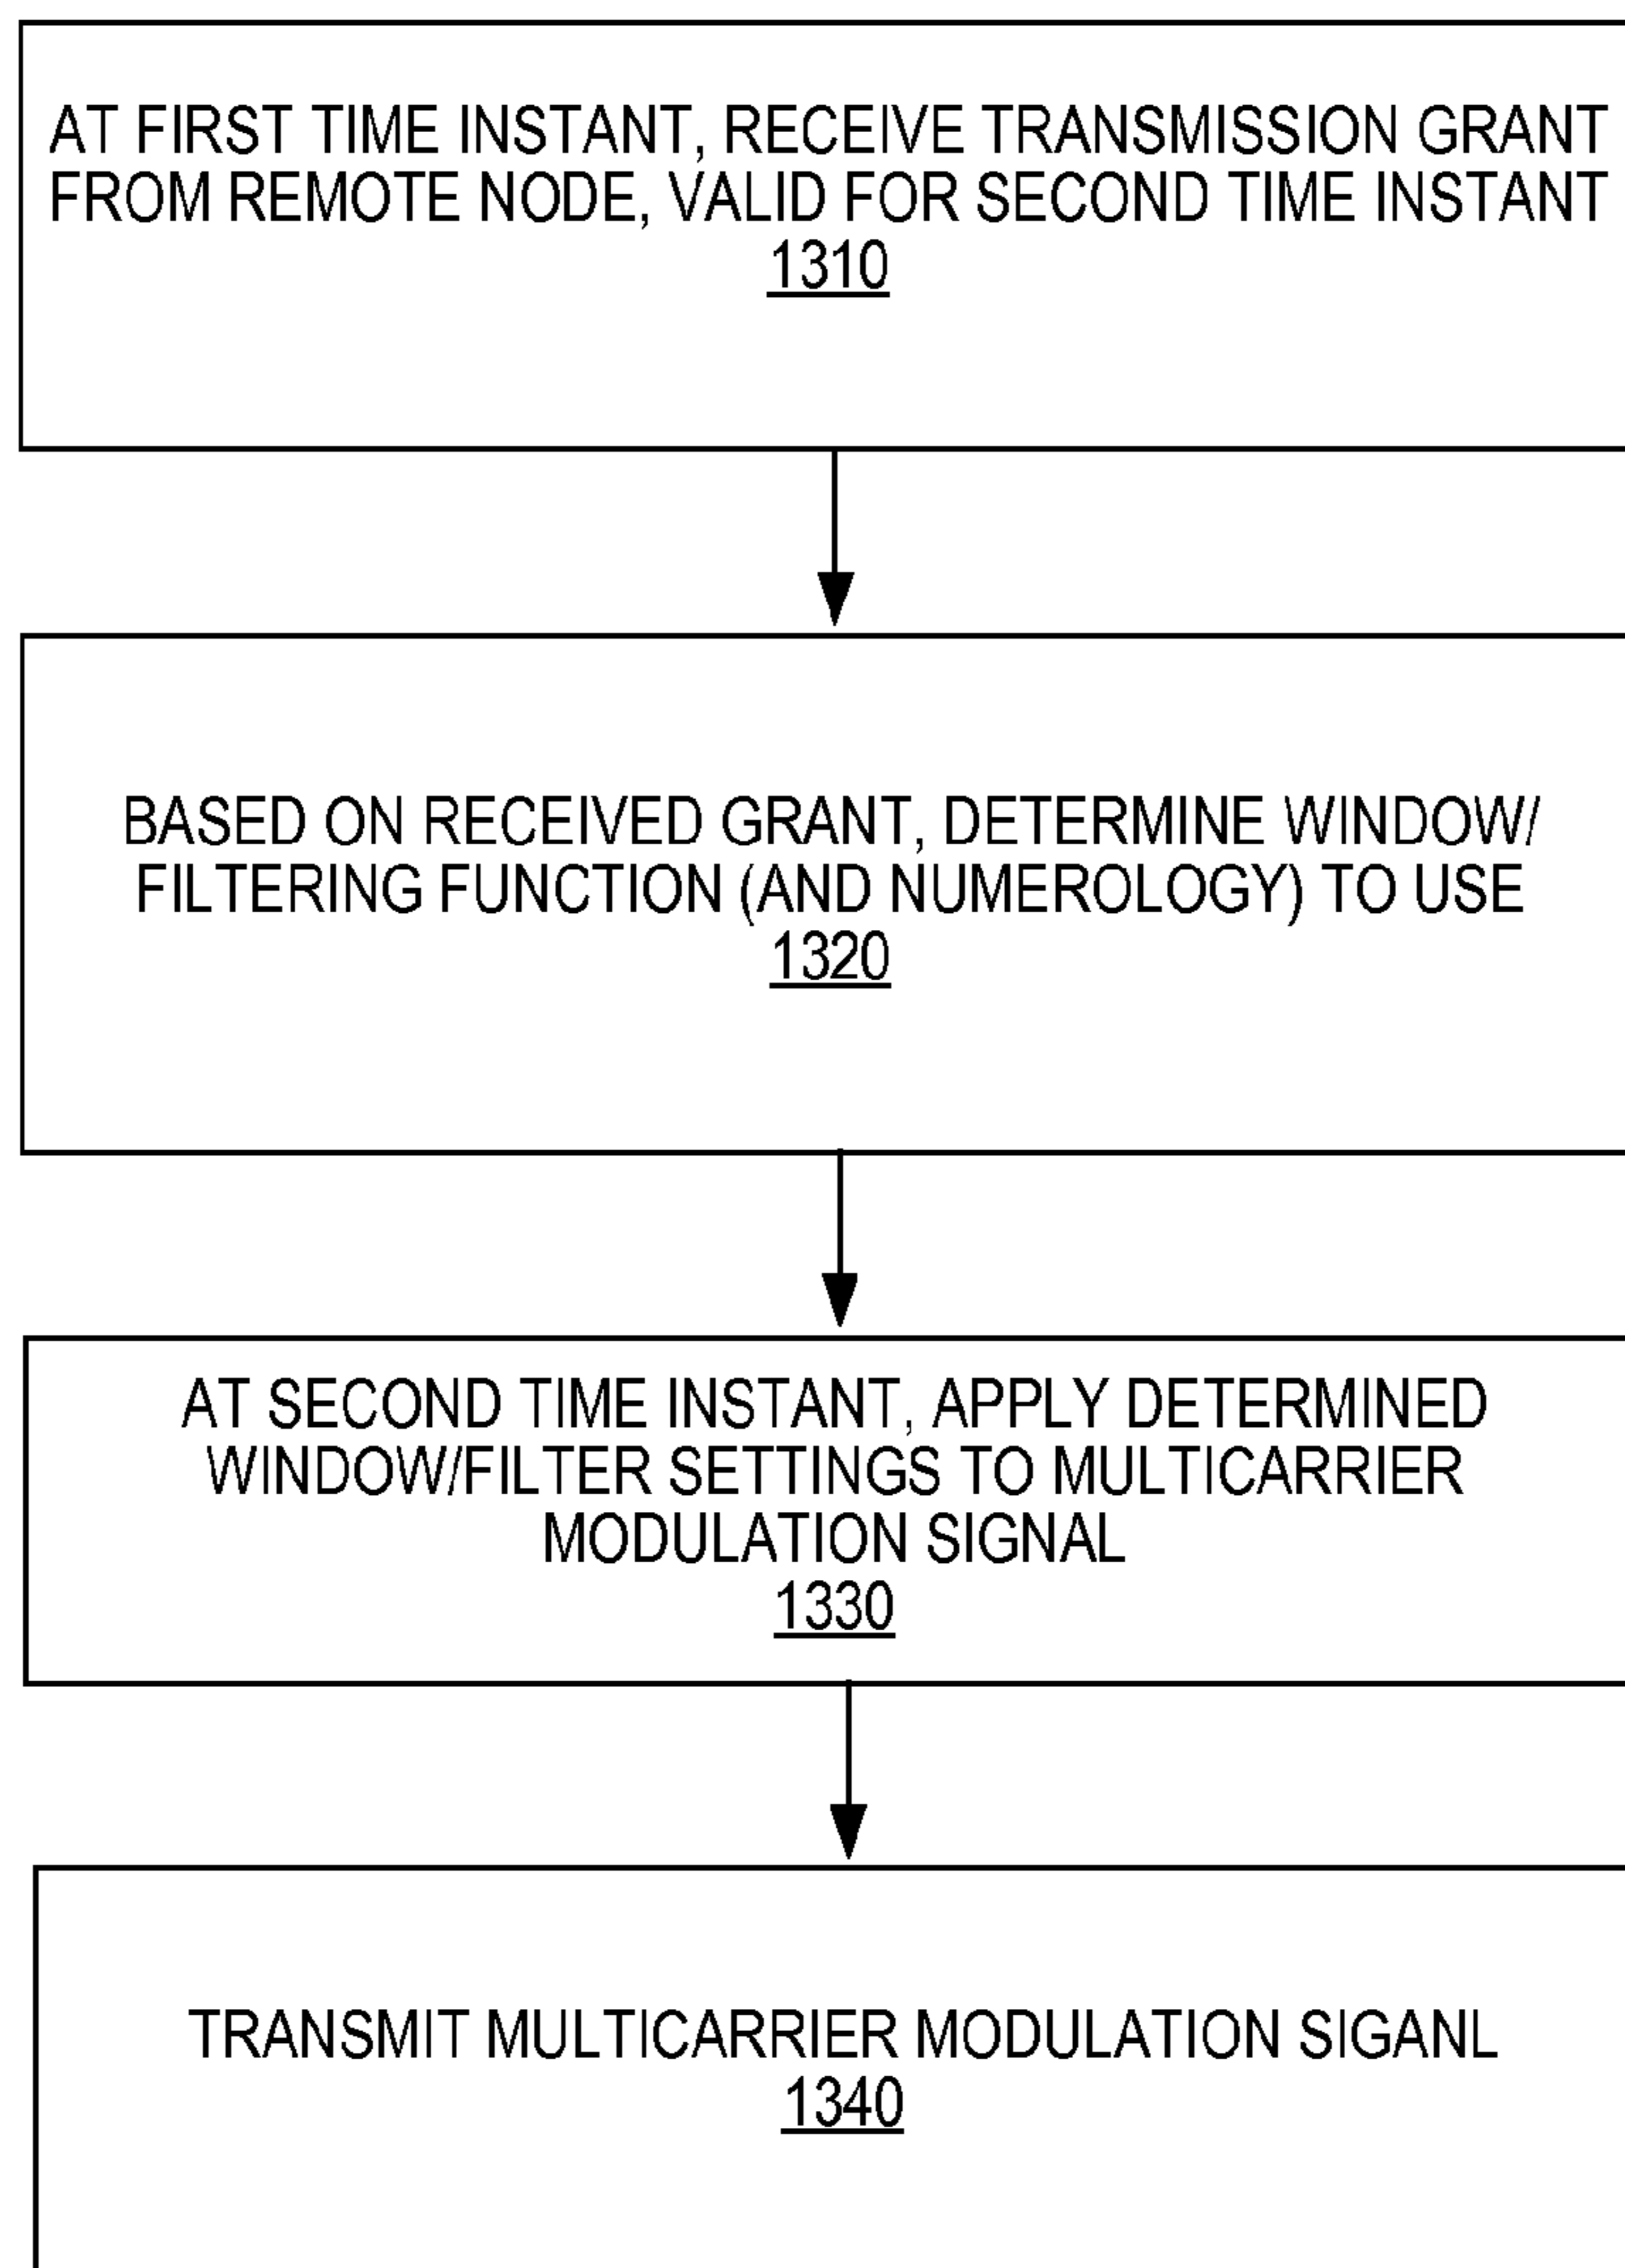 AT FIRST TIME INSTANT, RECEIVE TRANSMISSION GRANT
FROM REMOTE NODE, VALID FOR SECOND TIME INSTANT
1310
BASED ON RECEIVED GRANT, DETERMINE WINDOW/
FILTERING FUNCTION (AND NUMEROLOGY) TO USE
1320
AT SECOND TIME INSTANT, APPLY DETERMINED
WINDOW/FILTER SETTINGS TO MULTICARRIER
MODULATION SIGNAL
1330
TRANSMIT MULTICARRIER MODULATION SIGANL
1340